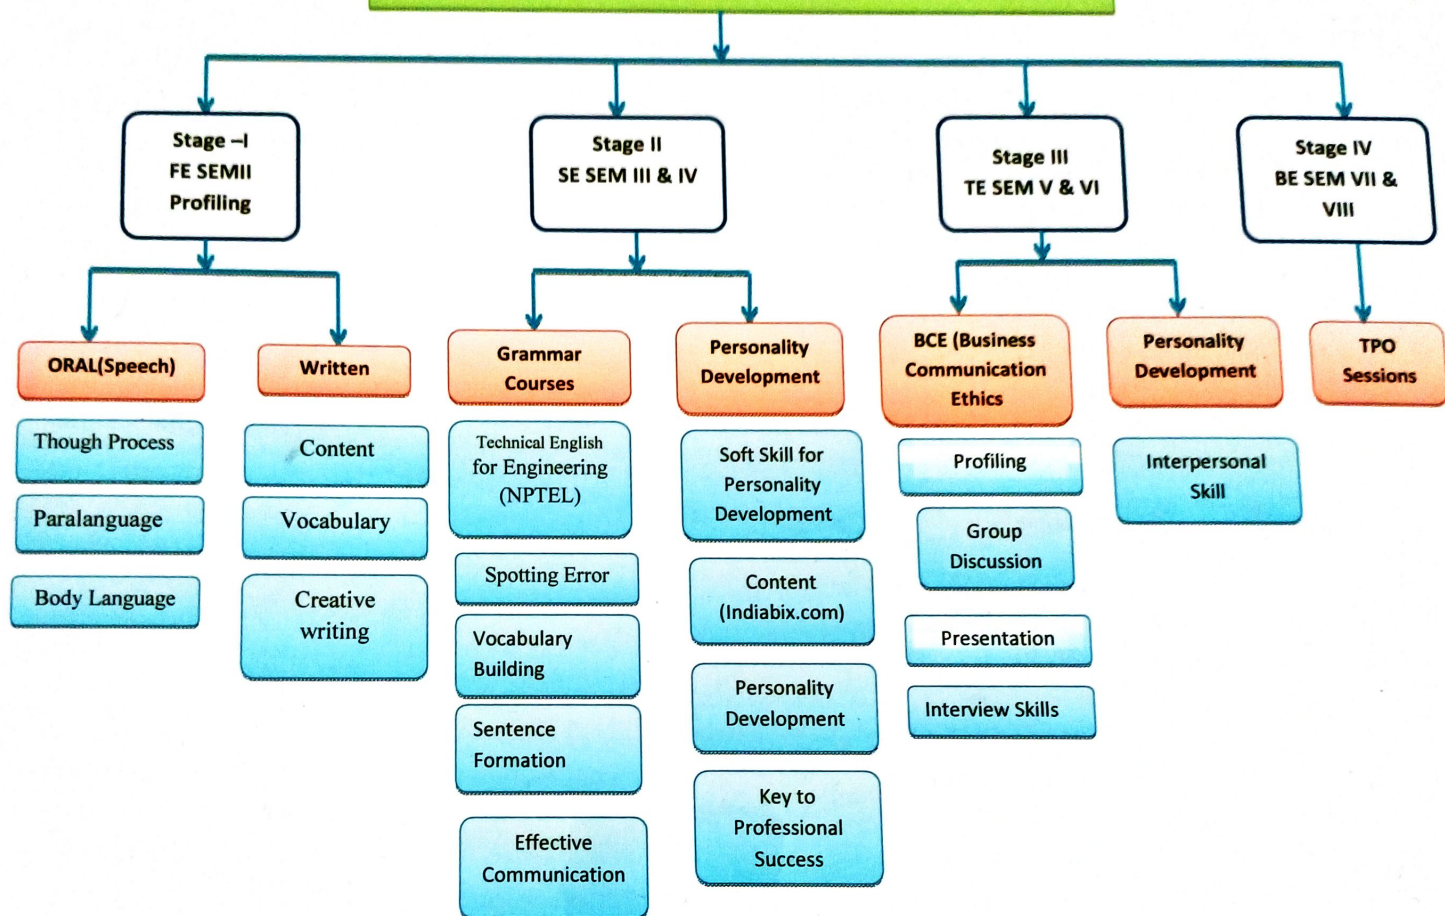 Stage –I
FE SEMII
Profiling
Stage II
SE SEM III & IV
Stage III
TE SEM V & VI
Stage IV
BE SEM VII &
VIII
ORAL(Speech)
Written
Grammar
Courses
Personality
Development
BCE (Business
Communication
Ethics
Personality
Development
TPO
Sessions
Though Process
Paralanguage
Body Language
Content
Vocabulary
Creative
writing
Technical English
for Engineering
(NPTEL)
Spotting Error
Vocabulary
Building
Sentence
Formation
Effective
Communication
Soft Skill for
Personality
Development
Content
(Indiabix.com)
Personality
Development
Key to
Professional
Success
Profiling
Group
Discussion
Presentation
Interview Skills
Interpersonal
Skill